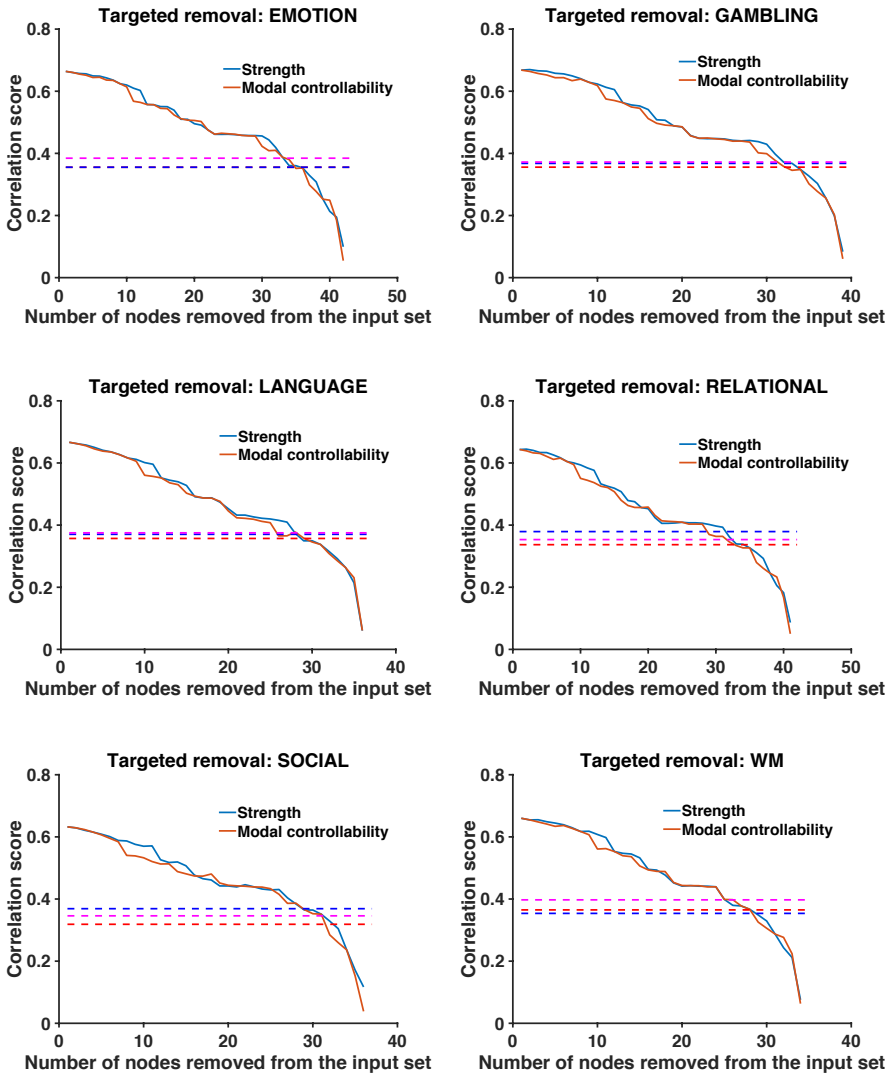 Targeted removal: EMOTION
0.8
0.6
0.4
0.2
0
Correlation score
Strength
Modal controllability
0 10 20 30 40 50
Number of nodes removed from the input set
Targeted removal: GAMBLING
0.8
0.6
0.4
0.2
0
Correlation score
Strength
Modal controllability
0 10 20 30 40
Number of nodes removed from the input set
Targeted removal: LANGUAGE
0.8
0.6
0.4
0.2
0
Correlation score
Strength
Modal controllability
0 10 20 30 40
Number of nodes removed from the input set
Targeted removal: RELATIONAL
0.8
0.6
0.4
0.2
0
Correlation score
Strength
Modal controllability
0 10 20 30 40 50
Number of nodes removed from the input set
Targeted removal: SOCIAL
0.8
0.6
0.4
0.2
0
Correlation score
Strength
Modal controllability
0 10 20 30 40
Number of nodes removed from the input set
Targeted removal: WM
0.8
0.6
0.4
0.2
0
Correlation score
Strength
Modal controllability
0 10 20 30 40
Number of nodes removed from the input set